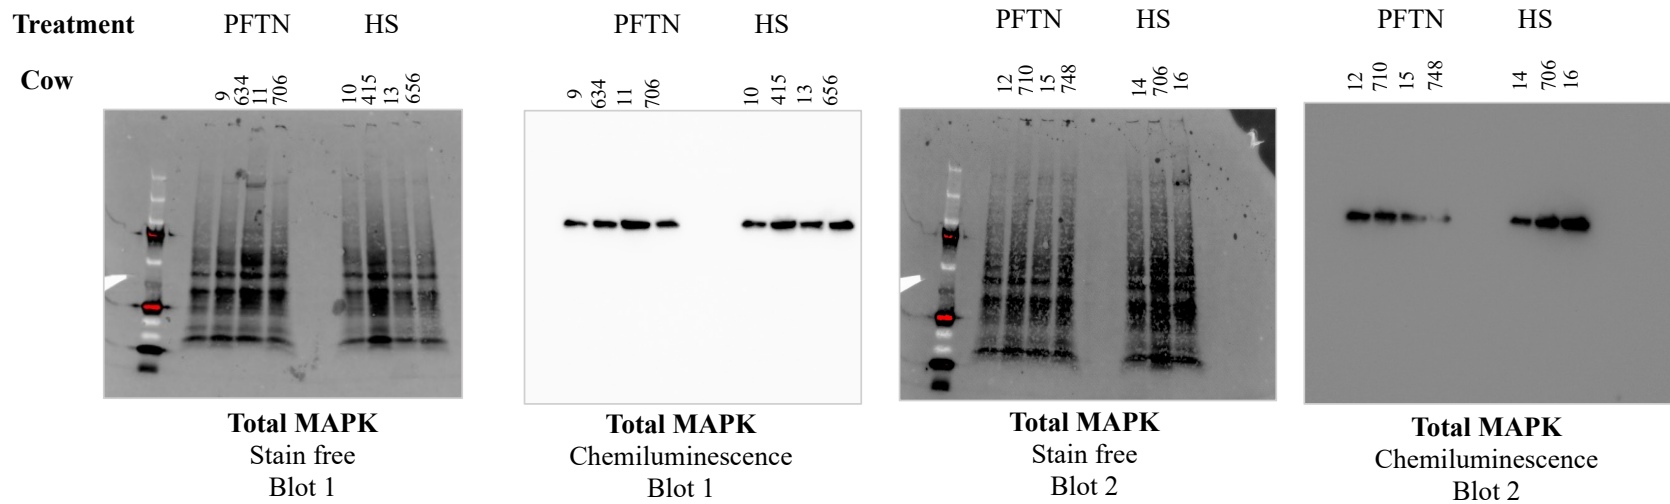 Treatment PFTN HS PFTN HS PFTN HS PFTN HS
Cow 9 634 11 706 10 415 13 656 9 634 11 706 10 415 13 656 12 710 15 748 14 706 16 12 710 15 748 14 706 16
2
Total MAPK Total MAPK Total MAPK Total MAPK
Stain free Chemiluminescence Stain free Chemiluminescence
Blot 1 Blot 1 Blot 2 Blot 2